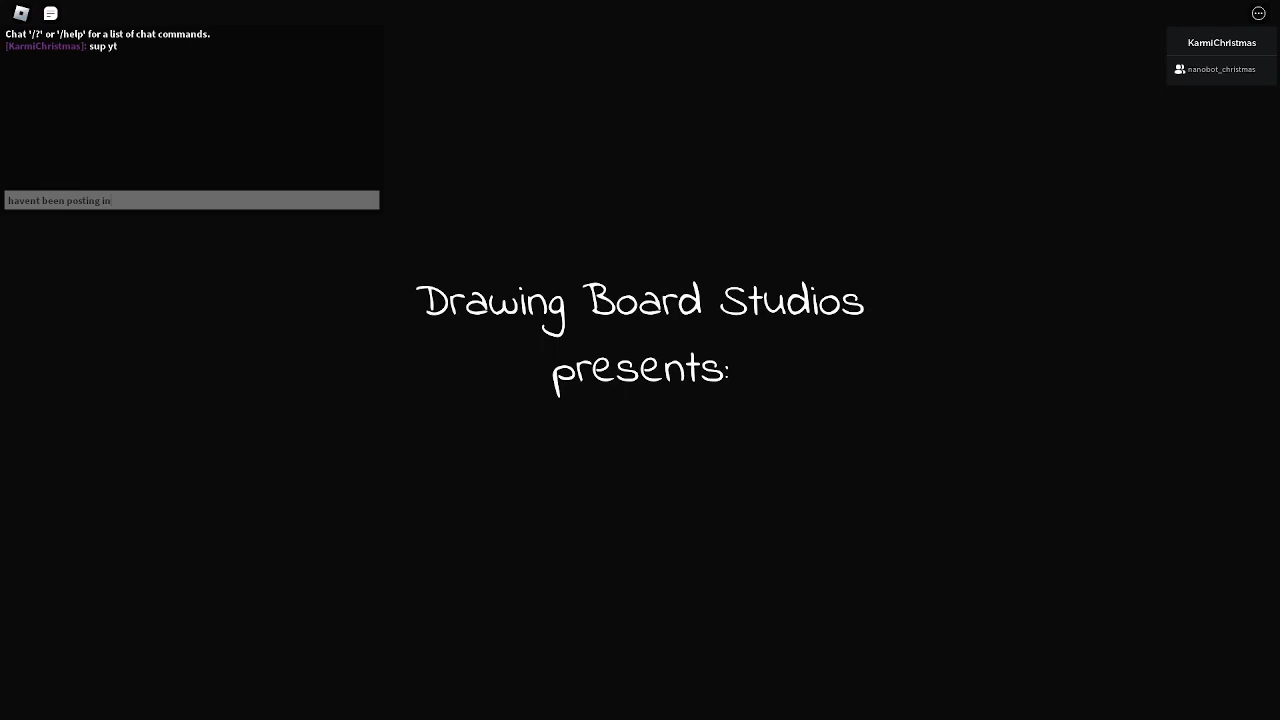 Chat '/?' or '/help' for a list of chat commands.
[KarmiChristmas]: sup yt
KarmiChristmas
nanobot_christmas
havent been posting in
Drawing Board Studios
presents: